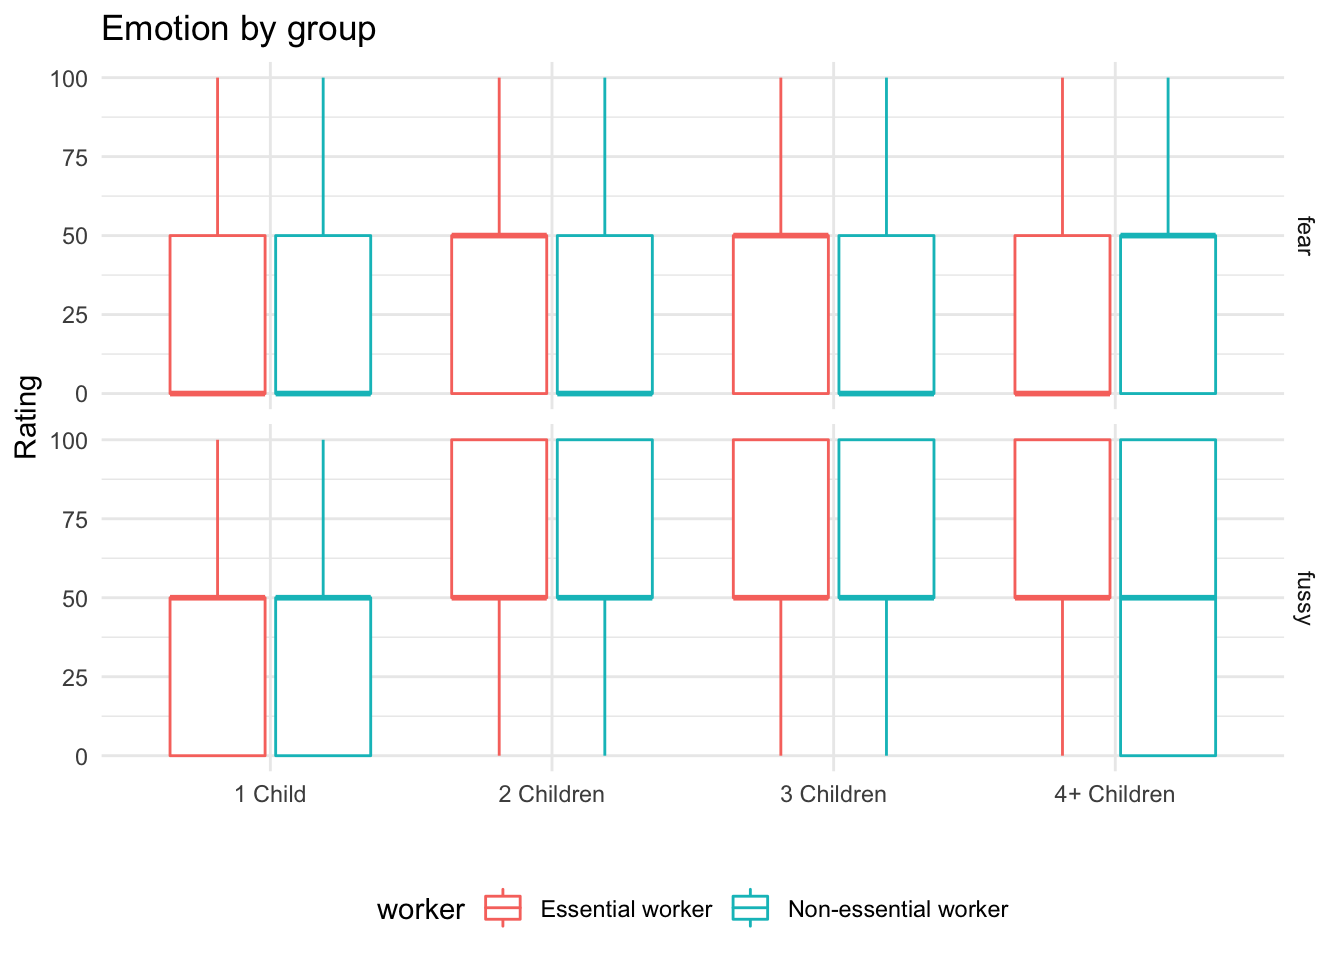 Emotion by group
Rating
100
75
50
25
0
fear
100
75
50
25
0
fussy
1 Child 2 Children 3 Children 4+ Children
worker Essential worker Non-essential worker